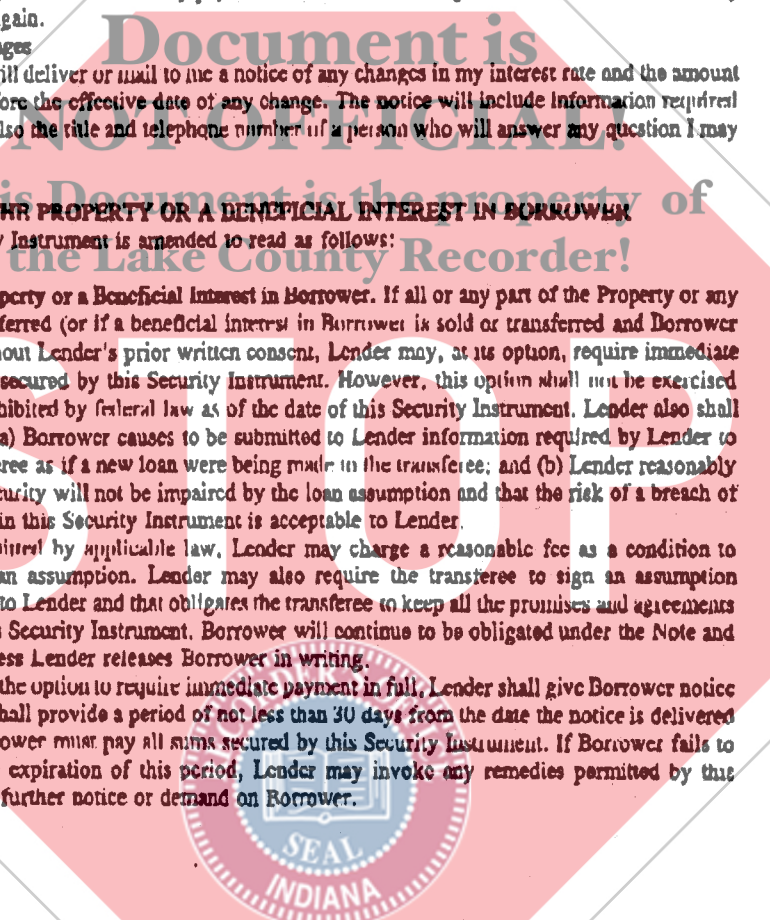 gain.
Document is
ges
ill deliver or mail to me a notice of any changes in my interest rate and the amount
ore the effective date of any change. The notice will include information required
NOT OFFICIAL!
lso the title and telephone number of a person who will answer any question I may
is Document is the property of
HE PROPERTY OR A BENEFICIAL INTEREST IN BORROWER
y Instrument is amended to read as follows:
the Lake County Recorder!
perty or a Beneficial Interest in Borrower. If all or any part of the Property or any
ferred (or if a beneficial interest in Borrower is sold or transferred and Borrower
out Lender's prior written consent, Lender may, at its option, require immediate
secured by this Security Instrument. However, this option shall not be exercised
hibited by federal law as of the date of this Security Instrument. Lender also shall
a) Borrower causes to be submitted to Lender information required by Lender to
STOP
ree as if a new loan were being made to the transferee; and (b) Lender reasonably
curity will not be impaired by the loan assumption and that the risk of a breach of
in this Security Instrument is acceptable to Lender.
itted by applicable law, Lender may charge a reasonable fee as a condition to
an assumption. Lender may also require the transferee to sign an assumption
to Lender and that obligates the transferee to keep all the promises and agreements
s Security Instrument. Borrower will continue to be obligated under the Note and
ess Lender releases Borrower in writing.
the option to require immediate payment in full, Lender shall give Borrower notice
hall provide a period of not less than 30 days from the date the notice is delivered
ower must pay all sums secured by this Security Instrument. If Borrower fails to
expiration of this period, Lender may invoke any remedies permitted by this
further notice or demand on Borrower.
SEAL
INDIANA